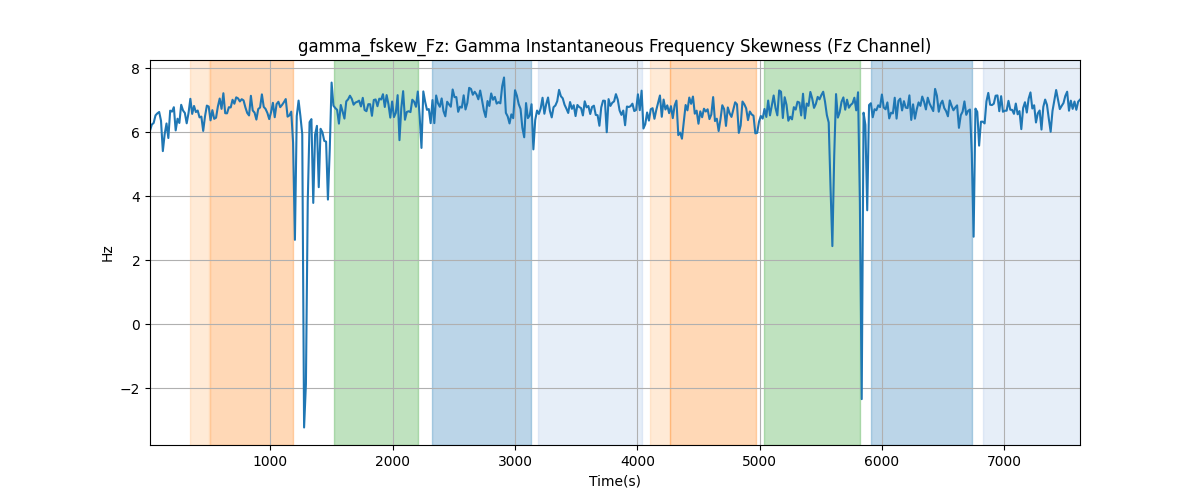 gamma_fskew_Fz: Gamma Instantaneous Frequency Skewness (Fz Channel)
8
6
4
2
0
−2
Hz
1000 2000 3000 4000 5000 6000 7000
Time(s)